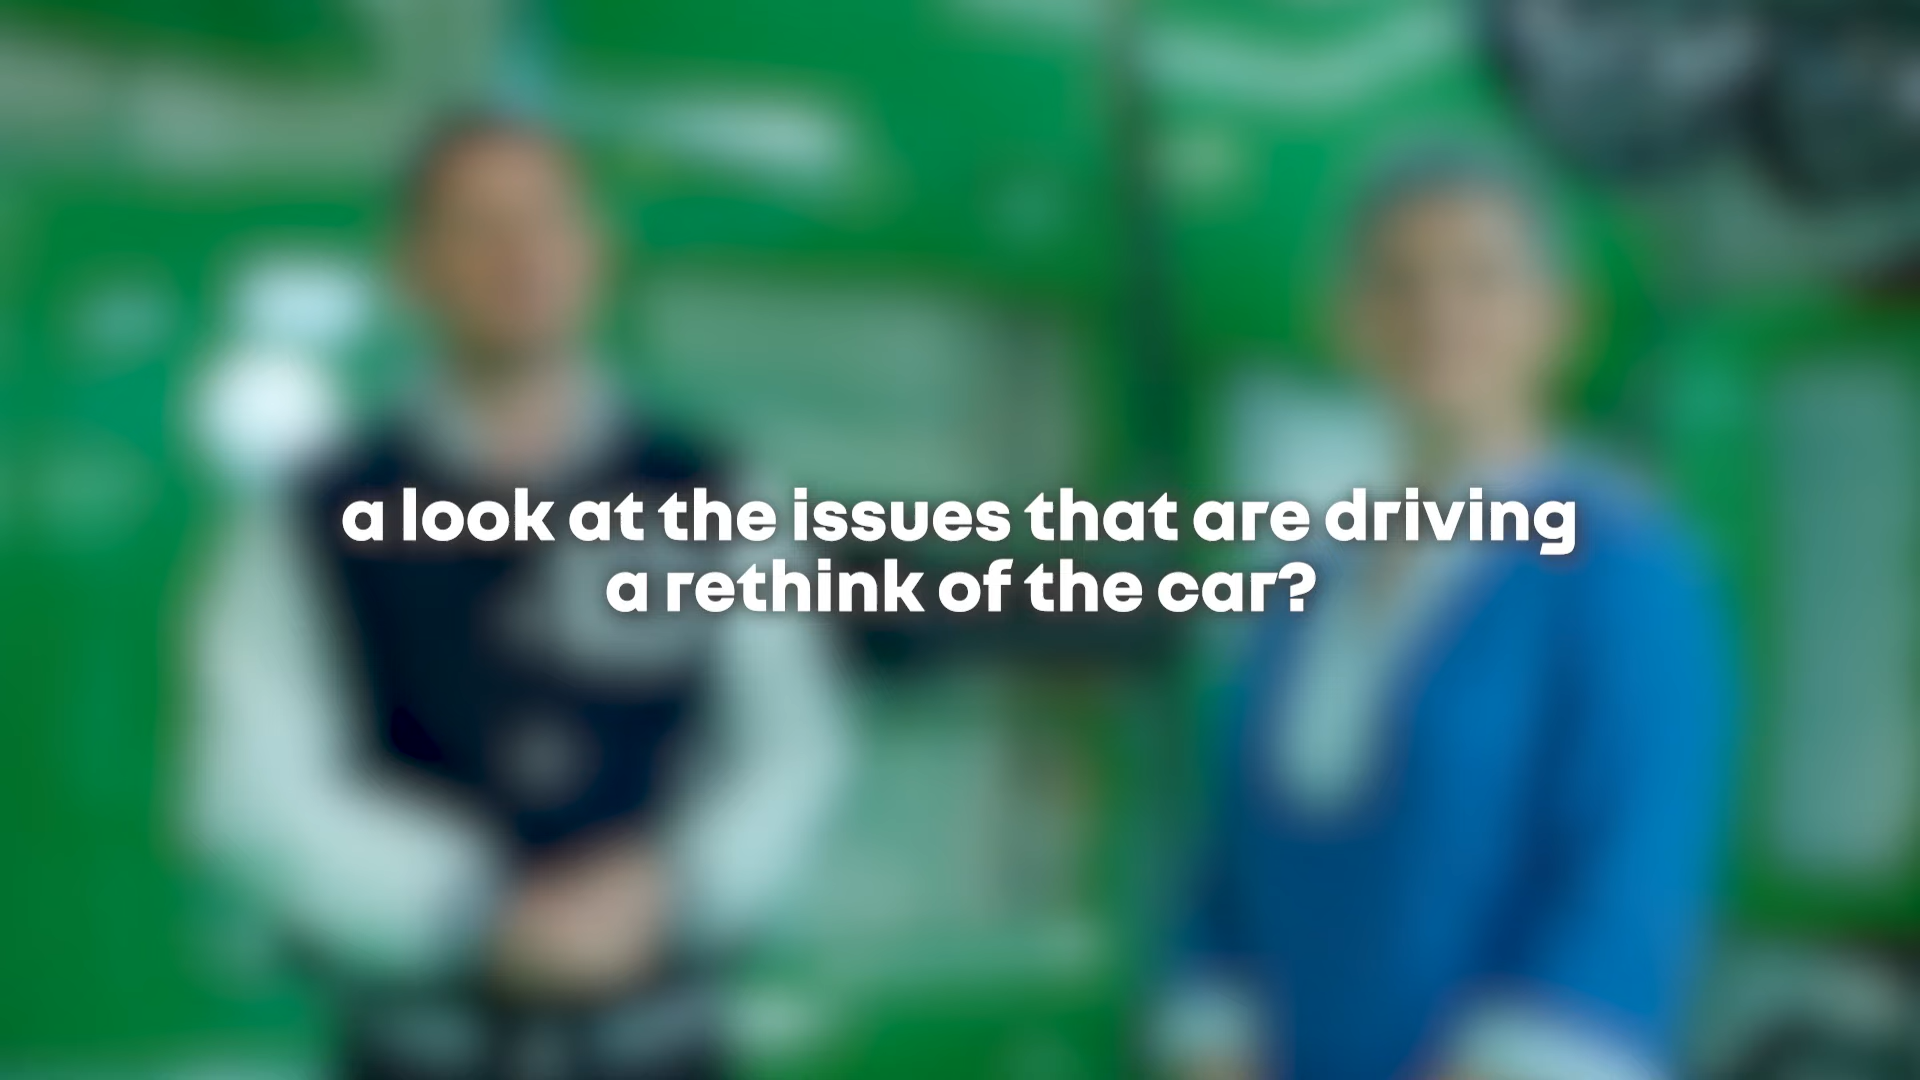 a look at the issues that are driving
a rethink of the car?